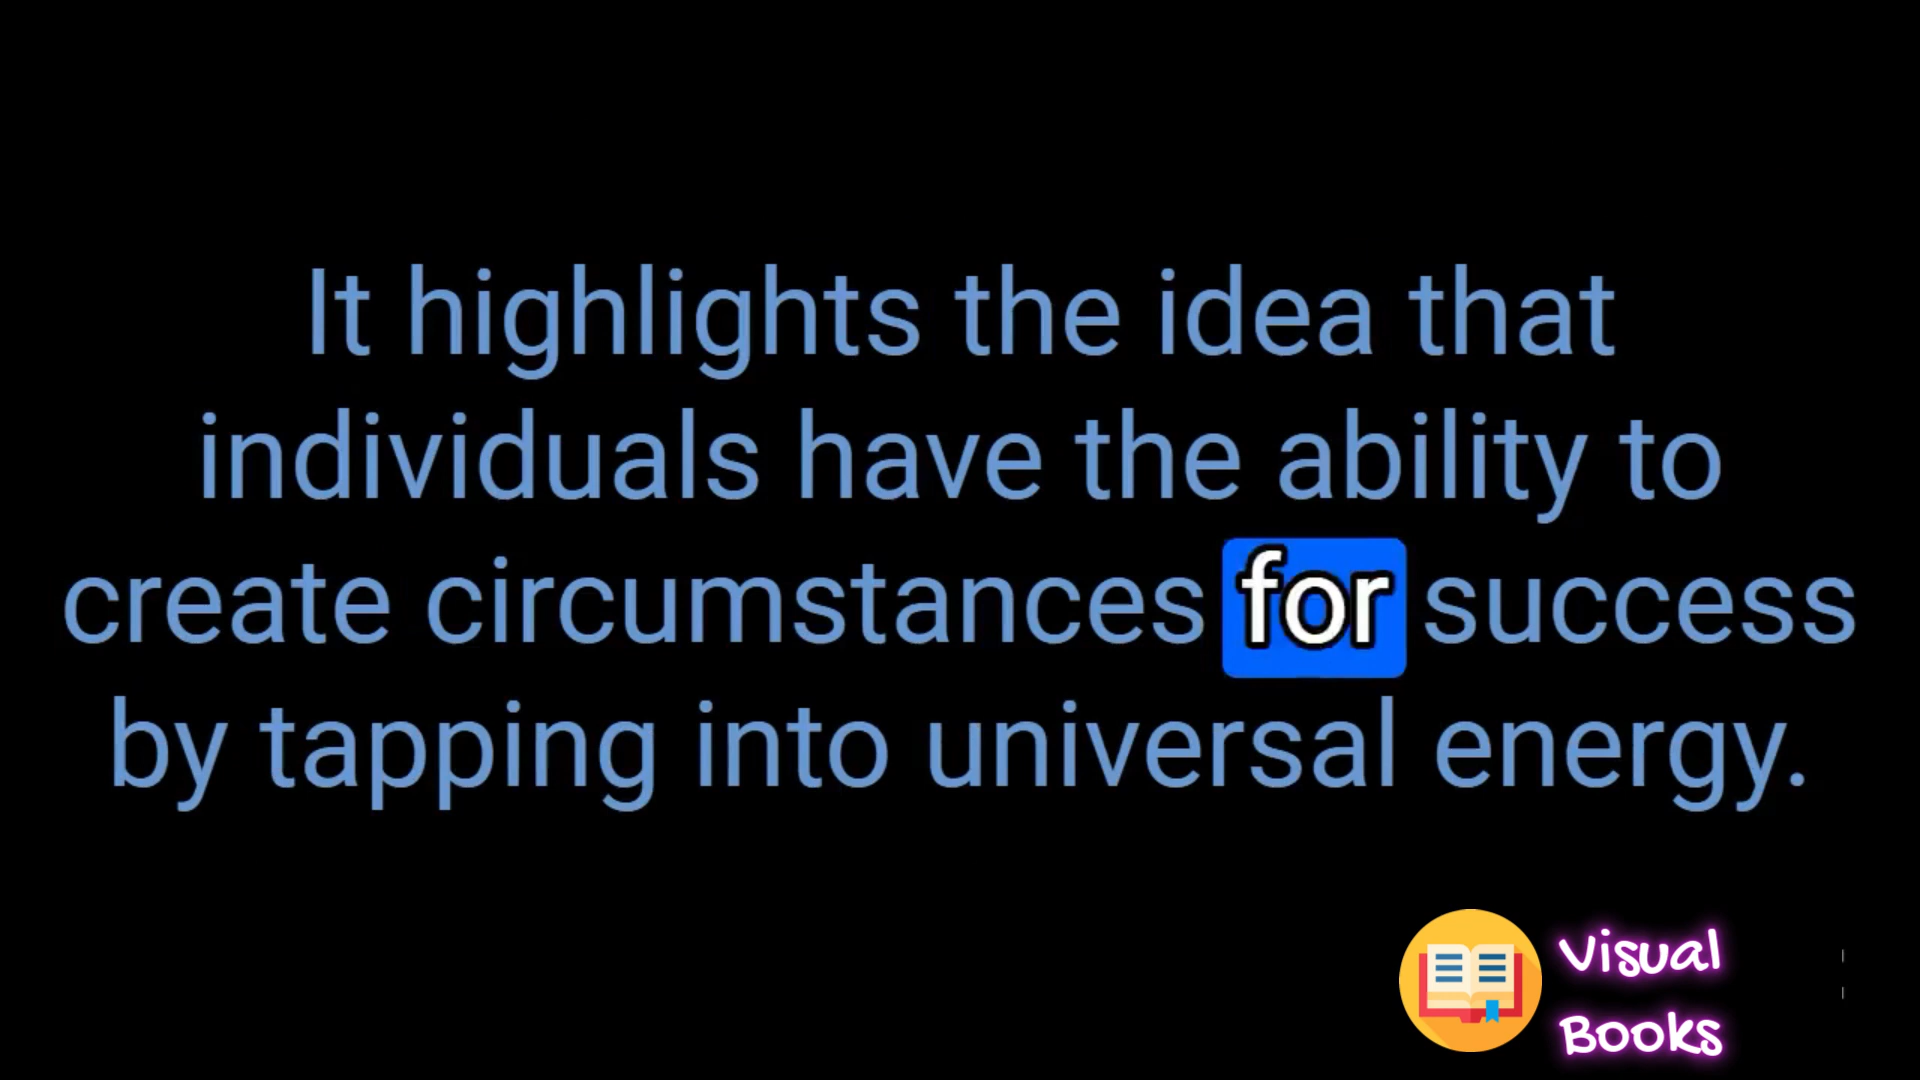 It highlights the idea that
individuals have the ability to
create circumstances for success
by tapping into universal energy.
Visual
Books